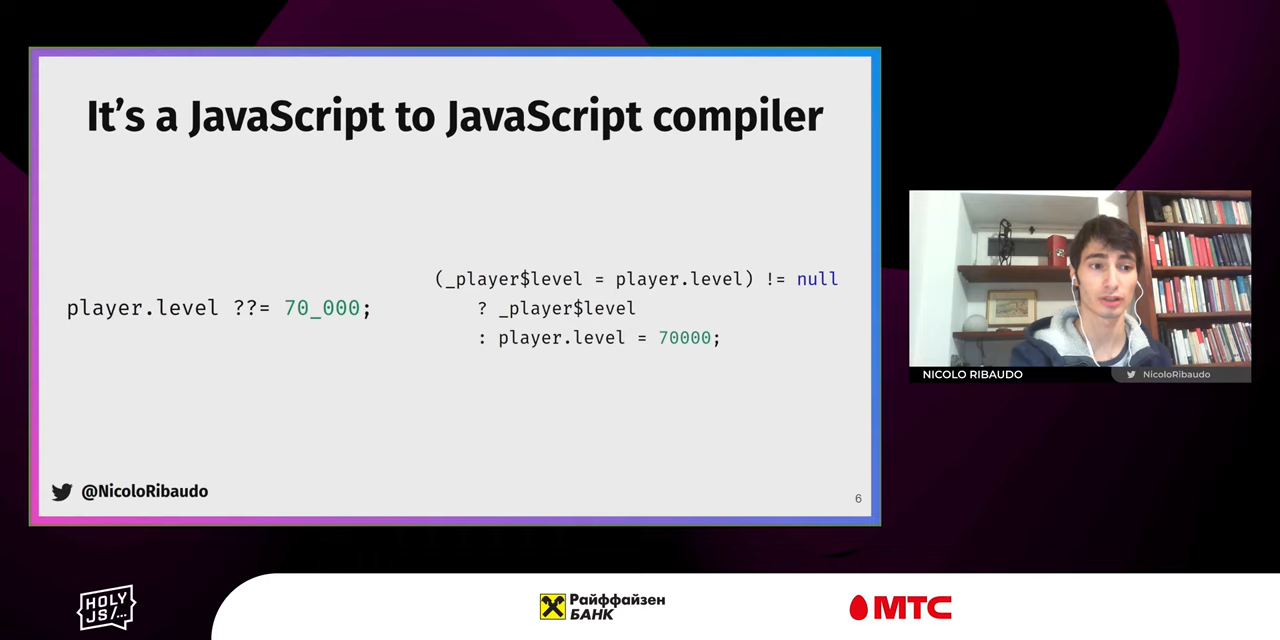 It's a JavaScript to JavaScript compiler
player.level ??= 70_000;
(_player$level = player.level) != null
? _player$level
: player.level = 70000;
@NicoloRibaudo
6
NICOLO RIBAUDO
NicoloRibaudo
HOLY
JS/...
Райффайзен
БАНК
МТС